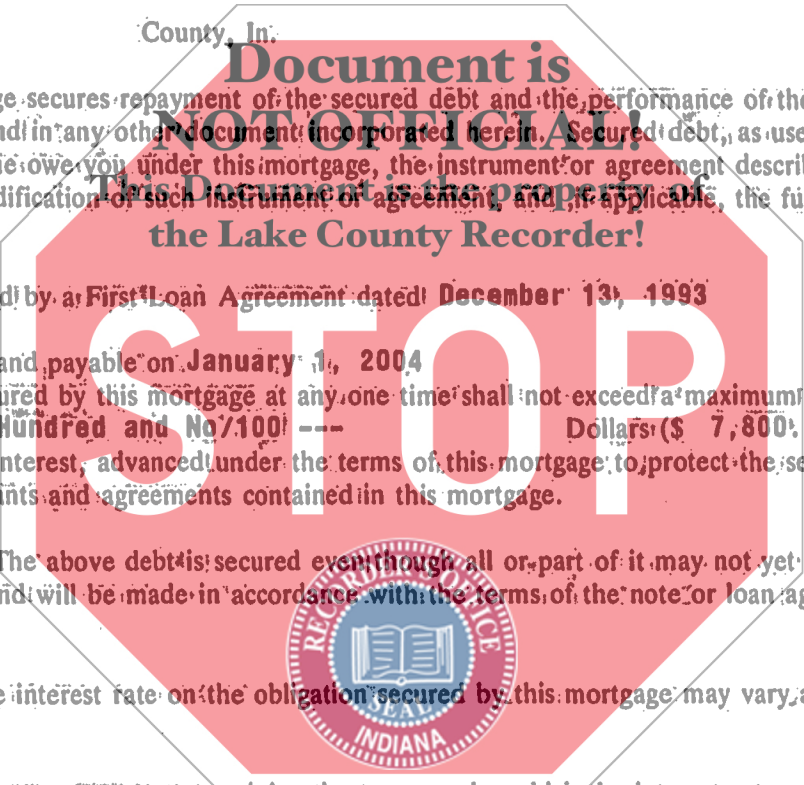 County, In.
Document is
ge secures repayment of the secured debt and the performance of th
NOT OFFICIAL!
nd in any other document incorporated herein. Secured debt, as use
e owe you under this mortgage, the instrument or agreement descri
This Document is the property of
dification of such instrument or agreement, and, if applicable, the fu
the Lake County Recorder!
d by a First Loan Agreement dated December 13, 1993
STOP
and payable on January 1, 2004
ured by this mortgage at any one time shall not exceed a maximum
Hundred and No/100 --- Dollars ($ 7,800.
nterest, advanced under the terms of this mortgage to protect the se
nts and agreements contained in this mortgage.
The above debt is secured even though all or part of it may not yet
nd will be made in accordance with the terms of the note or loan ag
RECORDER'S OFFICE
SEAL
INDIANA
e interest rate on the obligation secured by this mortgage may vary a